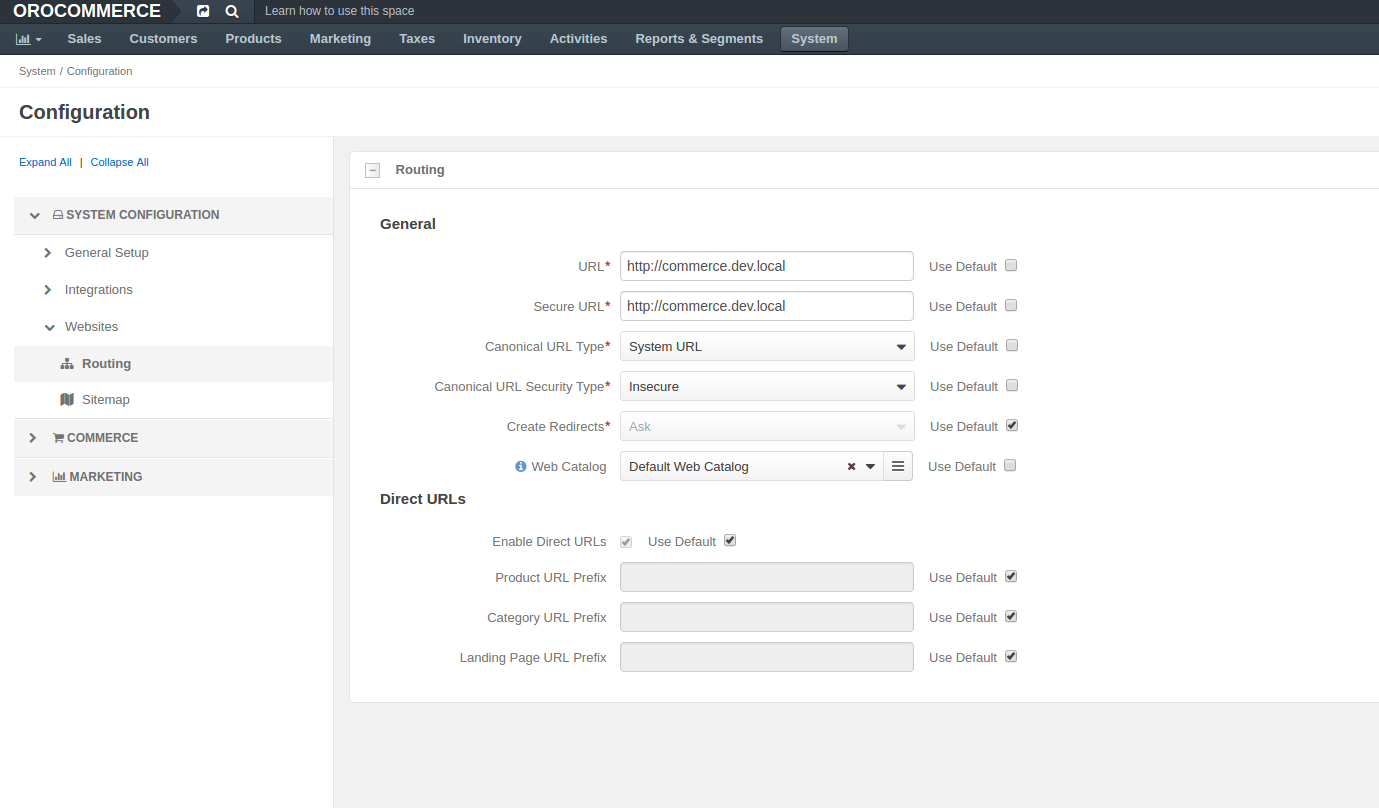 OROCOMMERCE Learn how to use this space
Sales Customers Products Marketing Taxes Inventory Activities Reports & Segments System
System / Configuration
Configuration
Expand All | Collapse All
SYSTEM CONFIGURATION
General Setup
Integrations
Websites
Routing
Sitemap
COMMERCE
MARKETING
Routing
General
URL* http://commerce.dev.local Use Default
Secure URL* http://commerce.dev.local Use Default
Canonical URL Type* System URL Use Default
Canonical URL Security Type* Insecure Use Default
Create Redirects* Ask Use Default
Web Catalog Default Web Catalog Use Default
Direct URLs
Enable Direct URLs Use Default
Product URL Prefix Use Default
Category URL Prefix Use Default
Landing Page URL Prefix Use Default